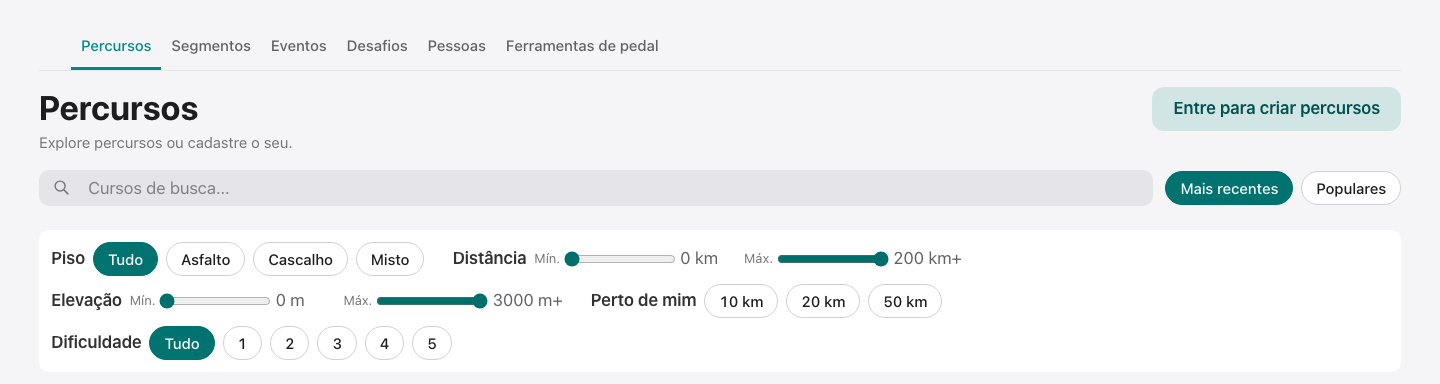 Percursos Segmentos Eventos Desafios Pessoas Ferramentas de pedal
Percursos
Entre para criar percursos
Explore percursos ou cadastre o seu.
Cursos de busca...
Mais recentes Populares
Piso Tudo Asfalto Cascalho Misto Distância Mín. 0 km Máx. 200 km+
Elevação Mín. 0 m Máx. 3000 m+ Perto de mim 10 km 20 km 50 km
Dificuldade Tudo 1 2 3 4 5